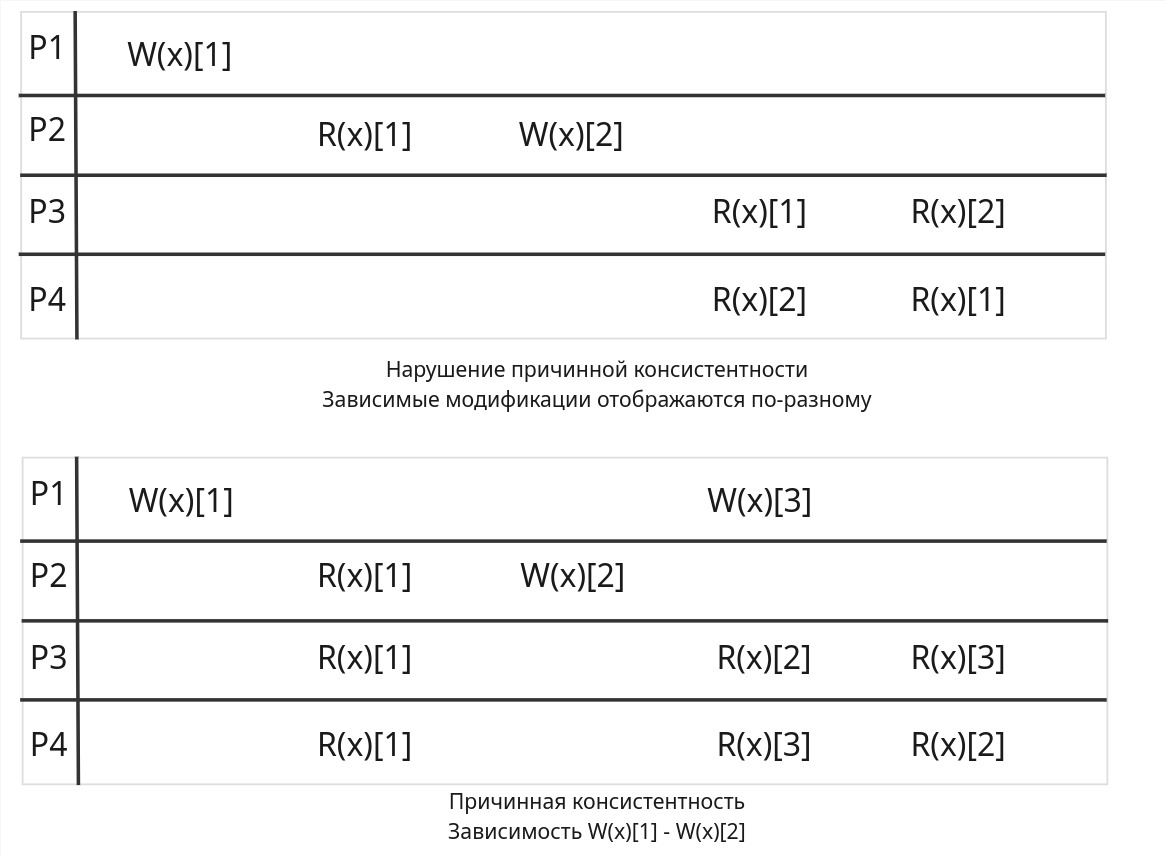 P1 W(x)[1]
P2 R(x)[1] W(x)[2]
P3 R(x)[1] R(x)[2]
P4 R(x)[2] R(x)[1]
Нарушение причинной консистентности
Зависимые модификации отображаются по-разному
P1 W(x)[1] W(x)[3]
P2 R(x)[1] W(x)[2]
P3 R(x)[1] R(x)[2] R(x)[3]
P4 R(x)[1] R(x)[3] R(x)[2]
Причинная консистентность
Зависимость W(x)[1] - W(x)[2]